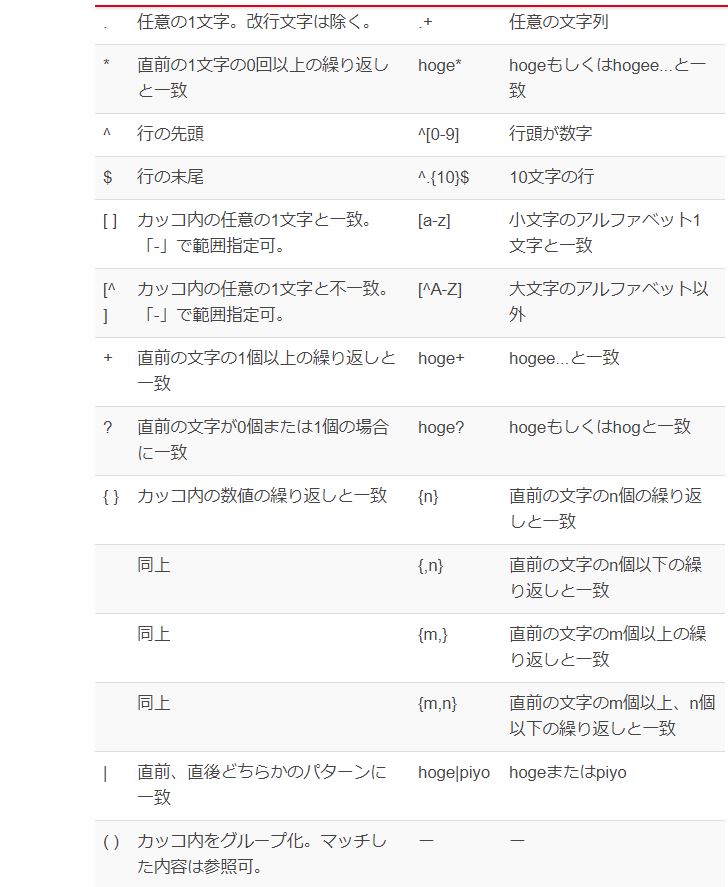 . 任意の1文字。改行文字は除く。 .+ 任意の文字列
* 直前の1文字の0回以上の繰り返し hoge* hogeもしくはhogee...と一
と一致 致
^ 行の先頭 ^[0-9] 行頭が数字
$ 行の末尾 ^.{10}$ 10文字の行
[ ] カッコ内の任意の1文字と一致。 [a-z] 小文字のアルファベット1
「-」で範囲指定可。 文字と一致
[^ カッコ内の任意の1文字と不一致。 [^A-Z] 大文字のアルファベット以
] 「-」で範囲指定可。 外
+ 直前の文字の1個以上の繰り返しと hoge+ hogee...と一致
一致
? 直前の文字が0個または1個の場合 hoge? hogeもしくはhogと一致
に一致
{ } カッコ内の数値の繰り返しと一致 {n} 直前の文字のn個の繰り返
しと一致
同上 {,n} 直前の文字のn個以下の繰
り返しと一致
同上 {m,} 直前の文字のm個以上の繰
り返しと一致
同上 {m,n} 直前の文字のm個以上、n個
以下の繰り返しと一致
| 直前、直後どちらかのパターンに hoge|piyo hogeまたはpiyo
一致
( ) カッコ内をグループ化。マッチし ー ー
た内容は参照可。